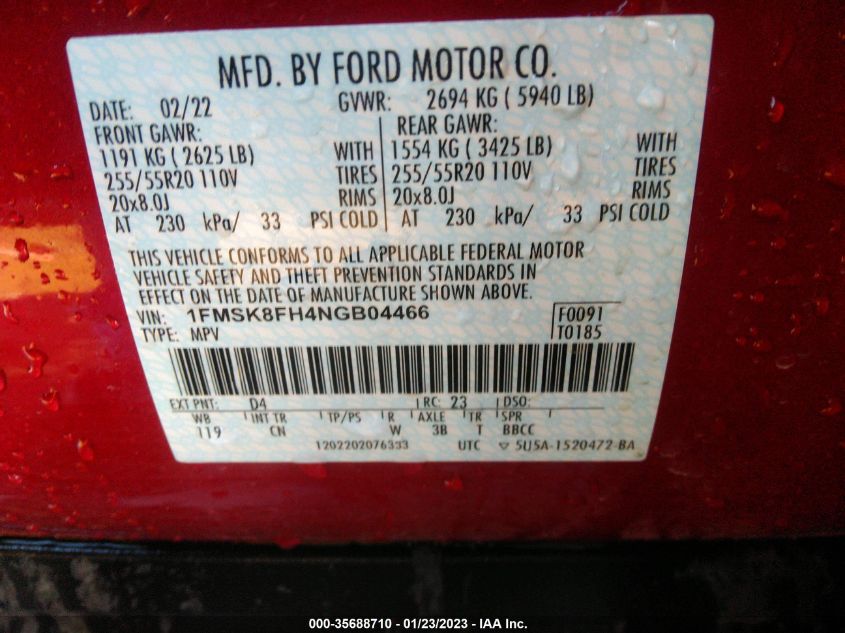 MFD. BY FORD MOTOR CO.
DATE: 02/22 GVWR: 2694 KG ( 5940 LB)
FRONT GAWR: REAR GAWR:
1191 KG ( 2625 LB) WITH 1554 KG ( 3425 LB) WITH
255/55R20 110V TIRES 255/55R20 110V TIRES
20x8.0J RIMS 20x8.0J RIMS
AT 230 kPa/ 33 PSI COLD AT 230 kPa/ 33 PSI COLD
THIS VEHICLE CONFORMS TO ALL APPLICABLE FEDERAL MOTOR
VEHICLE SAFETY AND THEFT PREVENTION STANDARDS IN
EFFECT ON THE DATE OF MANUFACTURE SHOWN ABOVE.
VIN: 1FMSK8FH4NGB04466 F0091
TYPE: MPV T0185
EXT PNT: D4 RC: 23 DSO:
WB INT TR TP/PS R AXLE TR SPR
119 CN W 3B T BBCC
1202202076333 UTC ▽ 5U5A-1520472-BA
000-35688710 - 01/23/2023 - IAA Inc.